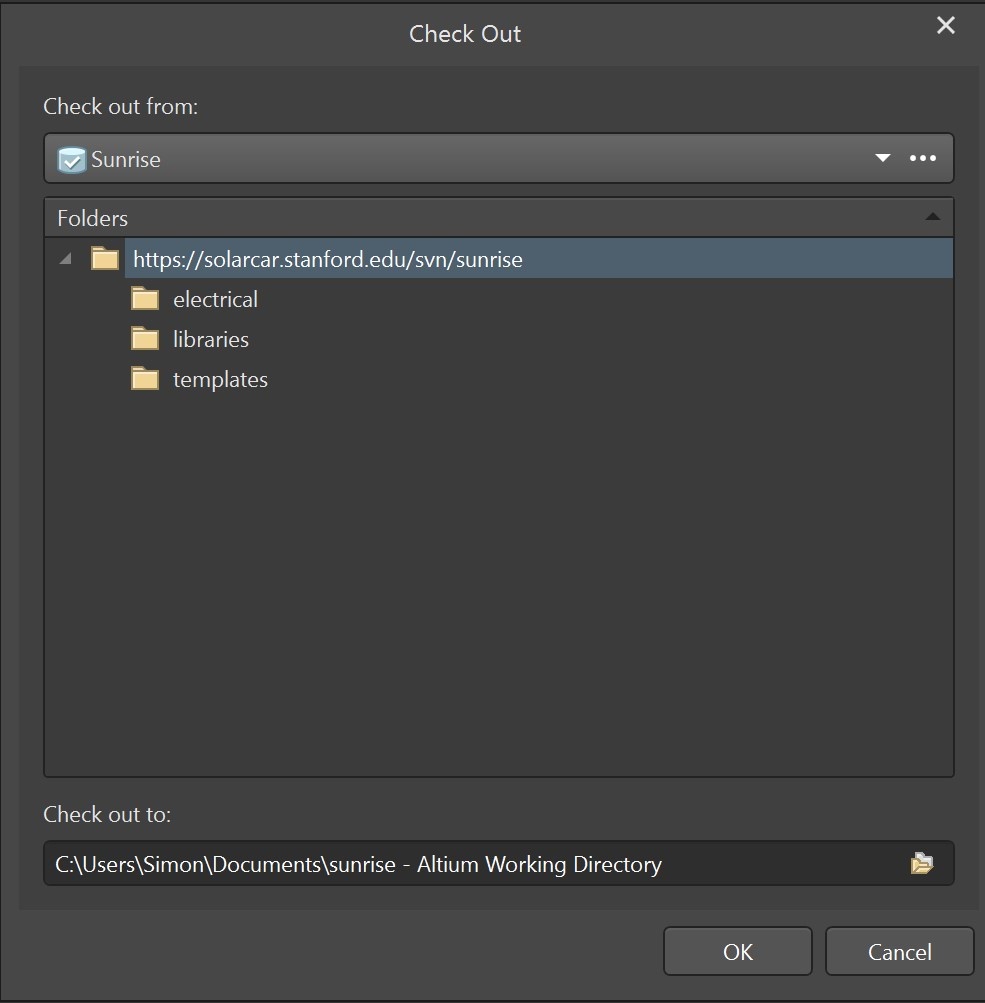 Check Out
Check out from:
Sunrise
Folders
https://solarcar.stanford.edu/svn/sunrise
electrical
libraries
templates
Check out to:
C:\Users\Simon\Documents\sunrise - Altium Working Directory
OK
Cancel